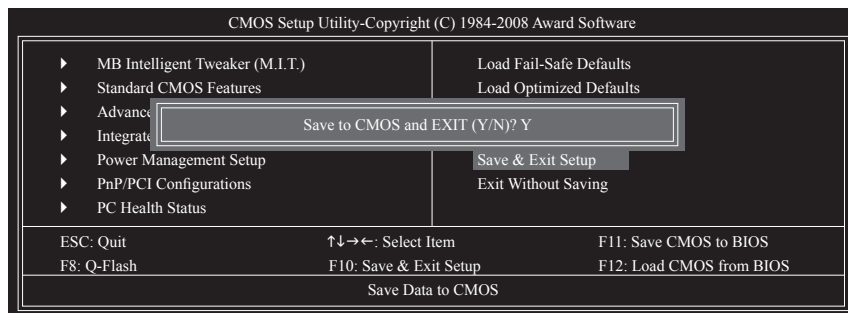 CMOS Setup Utility-Copyright (C) 1984-2008 Award Software
MB Intelligent Tweaker (M.I.T.)
Standard CMOS Features
Advance
Integrate
Power Management Setup
PnP/PCI Configurations
PC Health Status
Load Fail-Safe Defaults
Load Optimized Defaults
Save & Exit Setup
Exit Without Saving
Save to CMOS and EXIT (Y/N)? Y
ESC: Quit
↑↓→←: Select Item
F11: Save CMOS to BIOS
F8: Q-Flash
F10: Save & Exit Setup
F12: Load CMOS from BIOS
Save Data to CMOS